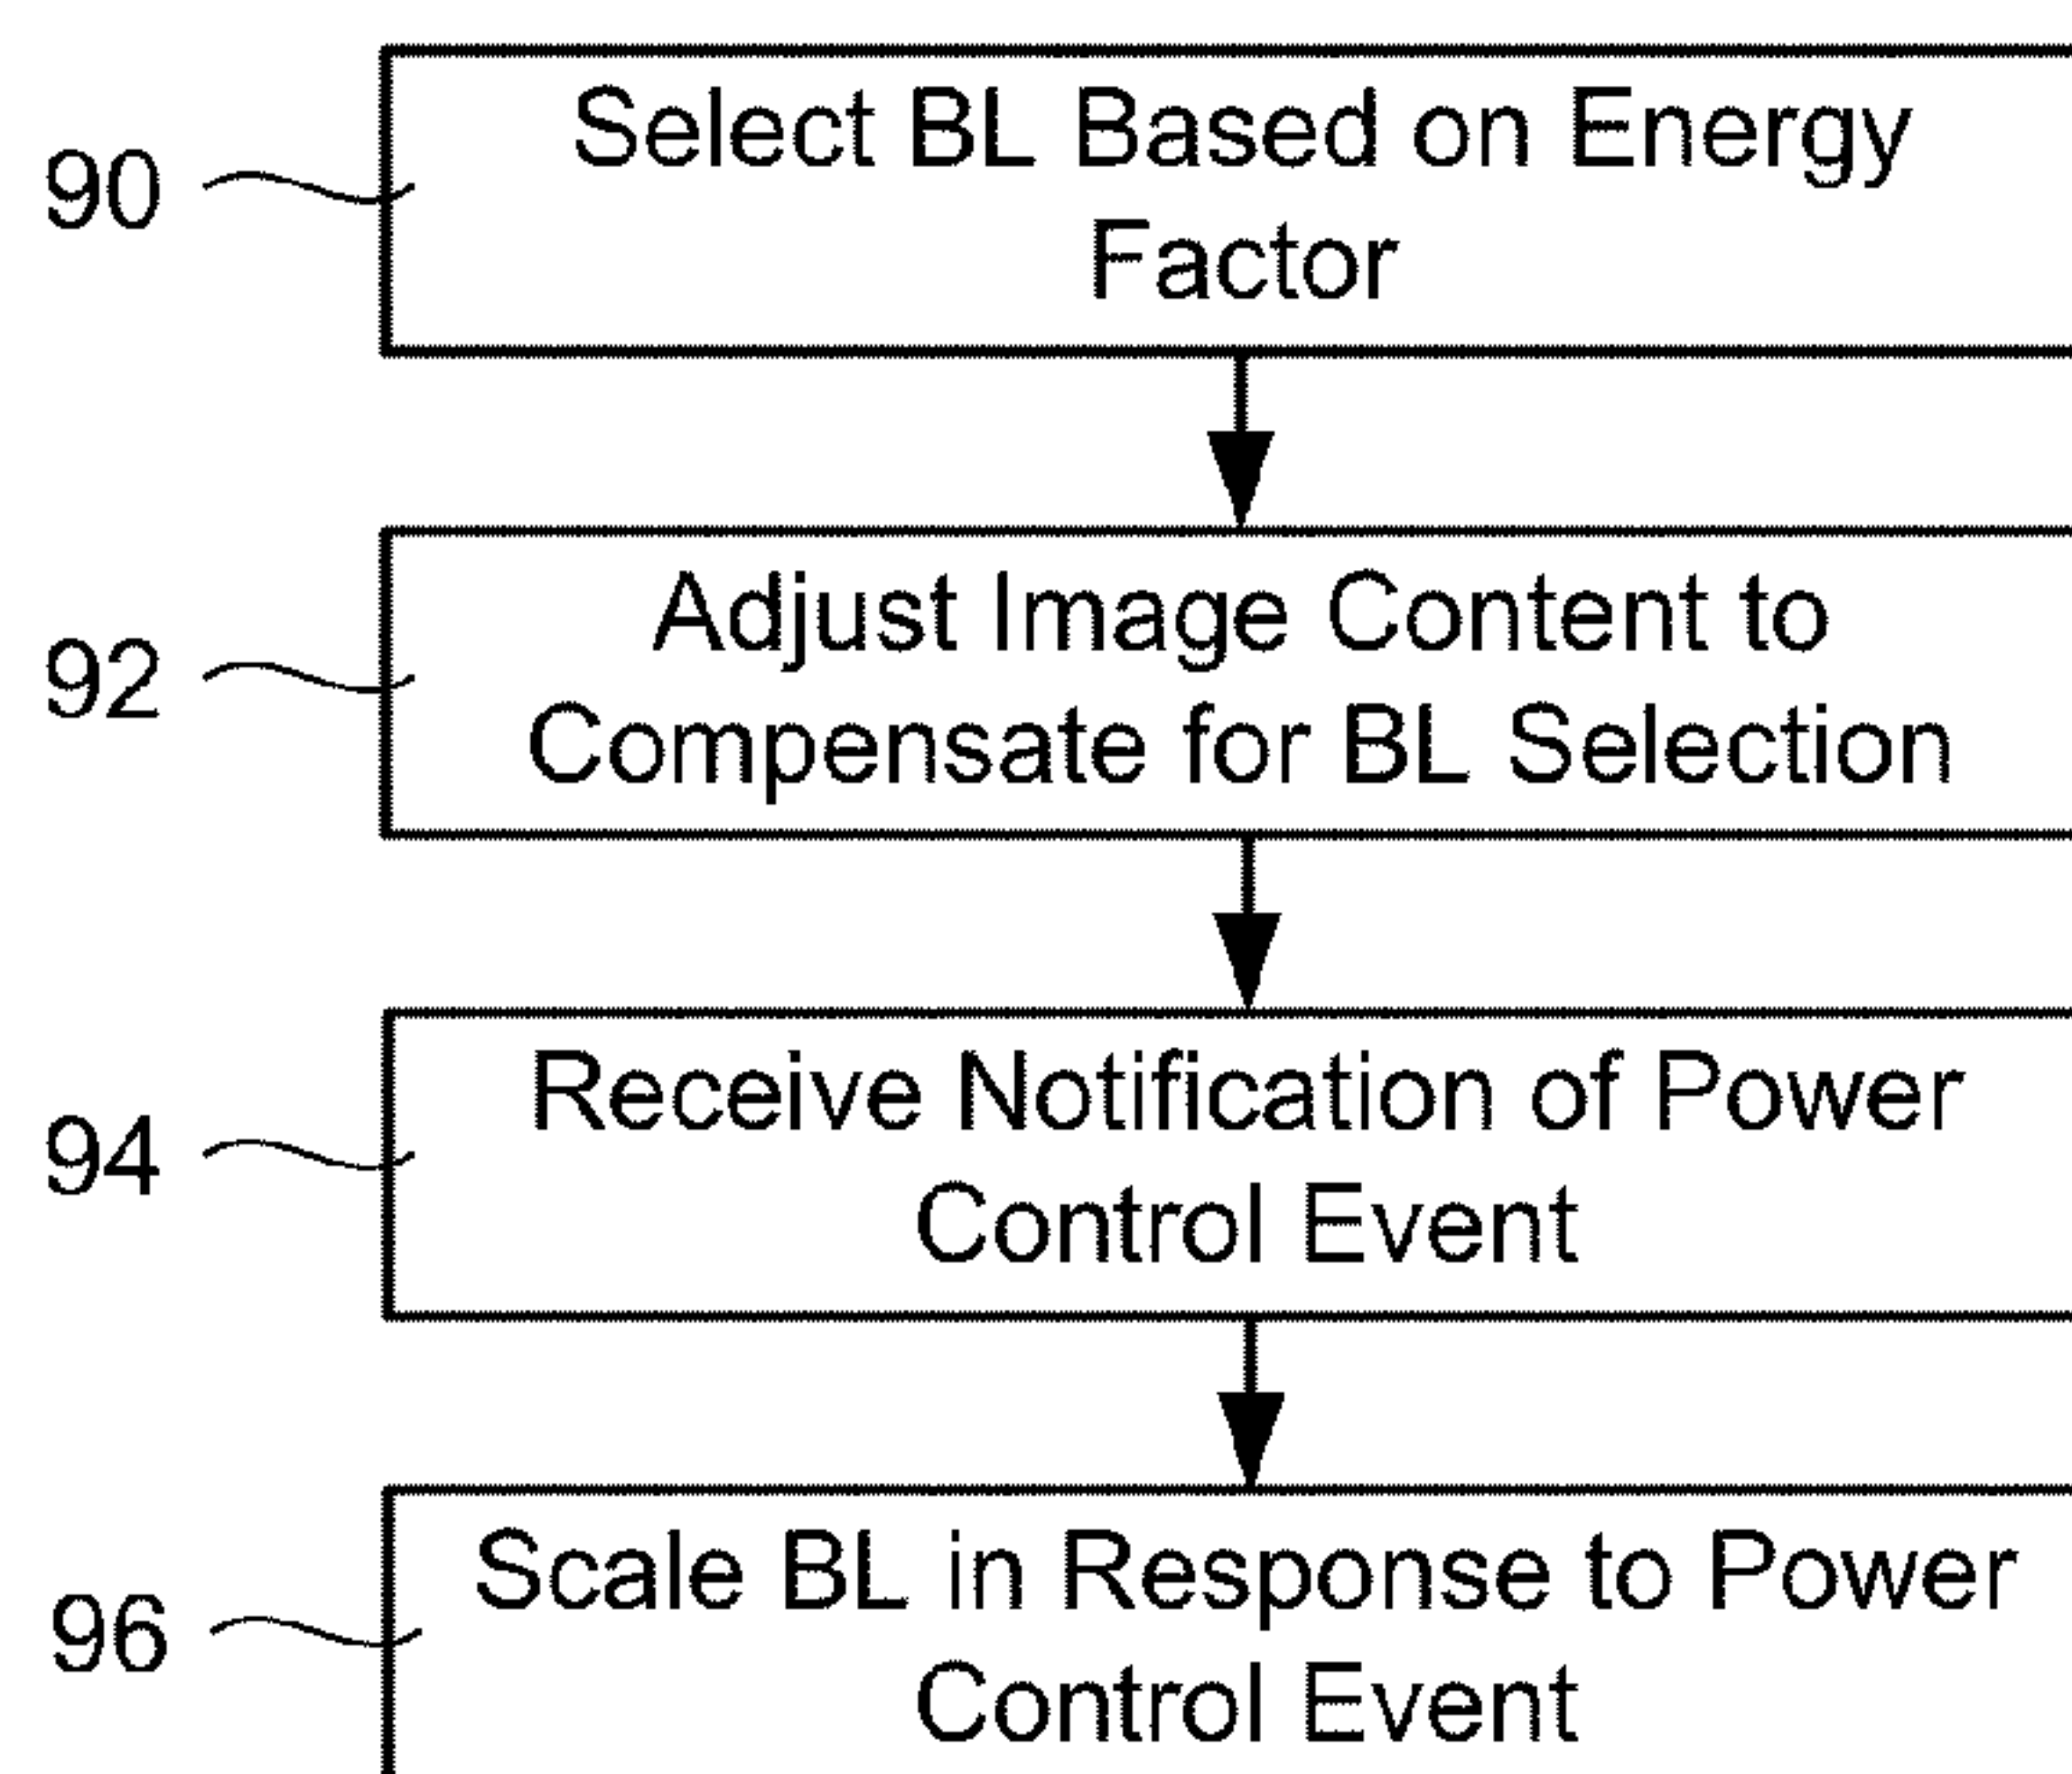 90
Select BL Based on Energy
Factor
92
Adjust Image Content to
Compensate for BL Selection
94
Receive Notification of Power
Control Event
96
Scale BL in Response to Power
Control Event